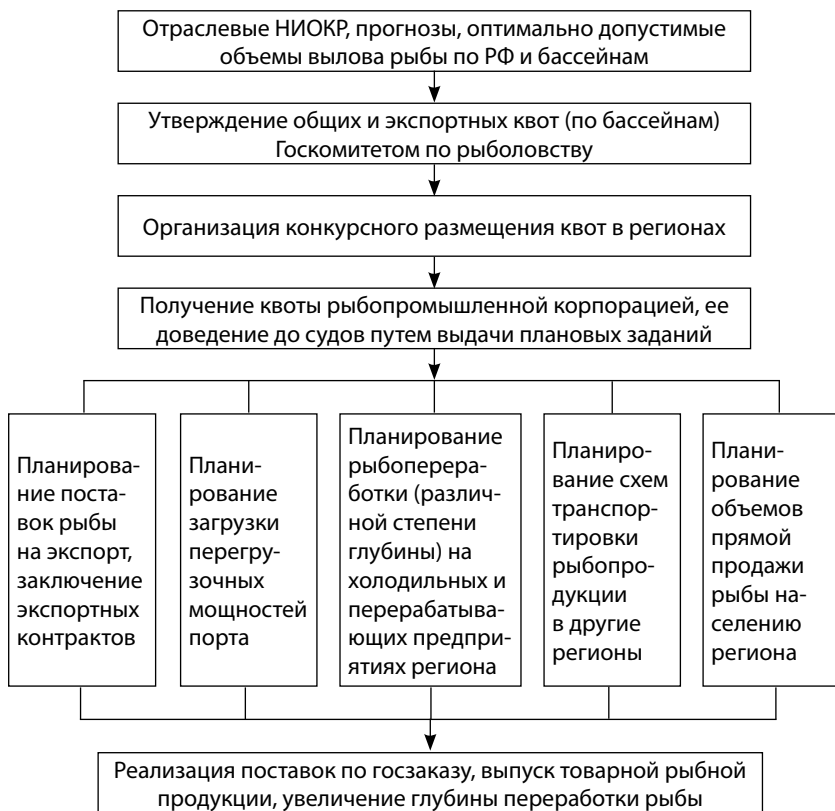 Отраслевые НИОКР, прогнозы, оптимально допустимые
объемы вылова рыбы по РФ и бассейнам
Утверждение общих и экспортных квот (по бассейнам)
Госкомитетом по рыболовству
Организация конкурсного размещения квот в регионах
Получение квоты рыбопромышленной корпорацией, ее
доведение до судов путем выдачи плановых заданий
Планирова-
ние поста-
вок рыбы
на экспорт,
заключение
экспортных
контрактов
Плани-
рование
загрузки
перегру-
зочных
мощностей
порта
Планирование
рыбоперера-
ботки (различ-
ной степени
глубины) на
холодильных и
перерабатываю-
ющих предпри-
ятиях региона
Планиро-
вание схем
транспор-
тировки
рыбопро-
дукции
в другие
регионы
Плани-
рование
объемов
прямой
продажи
рыбы на-
селению
региона
Реализация поставок по госзаказу, выпуск товарной рыбной
продукции, увеличение глубины переработки рыбы